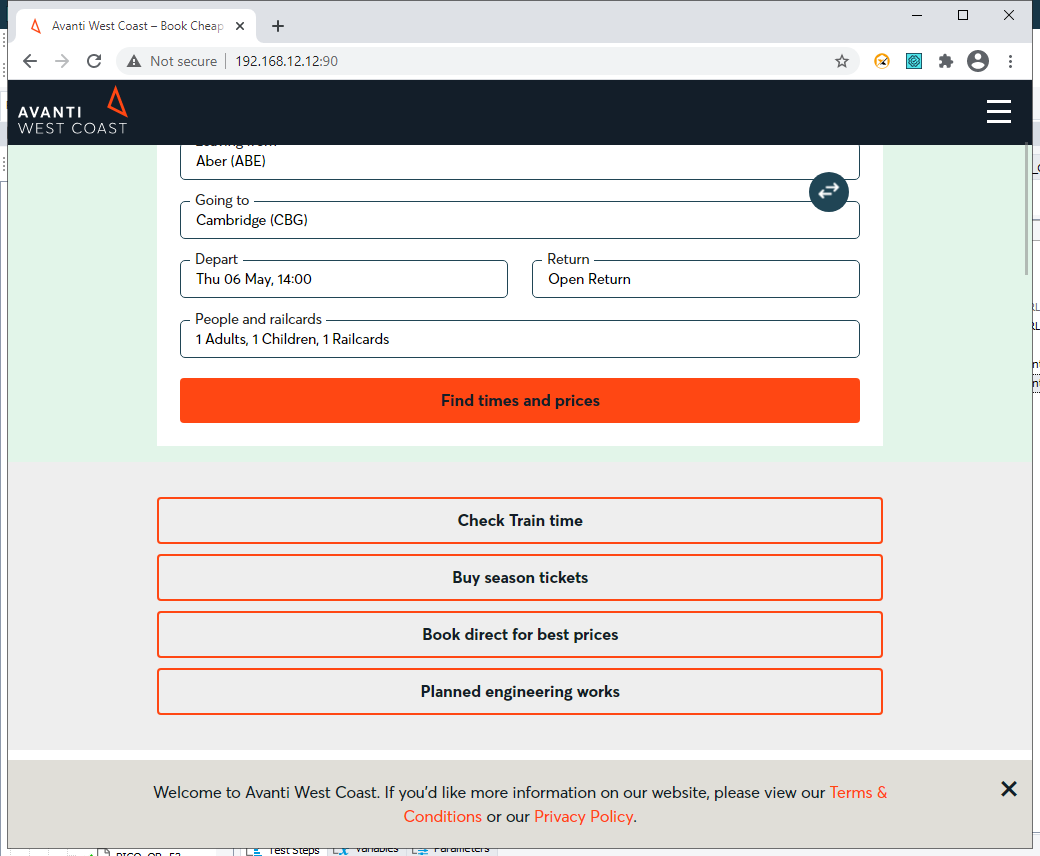 Avanti West Coast – Book Cheap
Not secure
192.168.12.12:90
AVANTI
WEST COAST
Aber (ABE)
Going to
Cambridge (CBG)
Depart
Thu 06 May, 14:00
Return
Open Return
People and railcards
1 Adults, 1 Children, 1 Railcards
Find times and prices
Check Train time
Buy season tickets
Book direct for best prices
Planned engineering works
Welcome to Avanti West Coast. If you'd like more information on our website, please view our Terms &
Conditions or our Privacy Policy.
Test Steps
Variables
Parameters